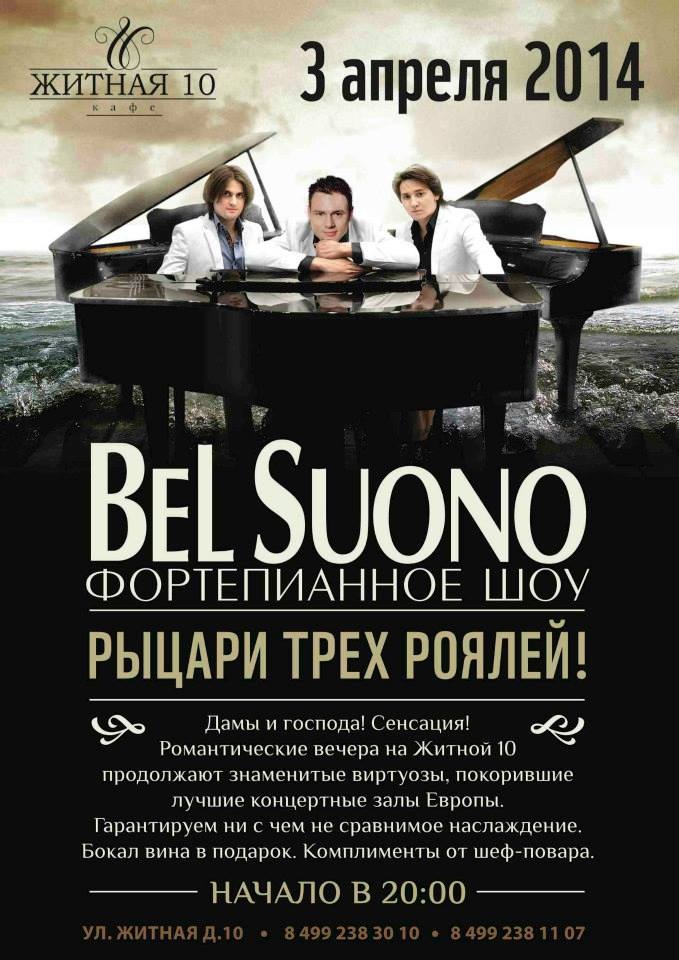 ЖИТНАЯ 10
кафе
3 апреля 2014
BEL SUONO
ФОРТЕПИАННОЕ ШОУ
РЫЦАРИ ТРЕХ РОЯЛЕЙ!
Дамы и господа! Сенсация!
Романтические вечера на Житной 10
продолжают знаменитые виртуозы, покорившие
лучшие концертные залы Европы.
Гарантируем ни с чем не сравнимое наслаждение.
Бокал вина в подарок. Комплименты от шеф-повара.
НАЧАЛО В 20:00
УЛ. ЖИТНАЯ Д.10 • 8 499 238 30 10 • 8 499 238 11 07